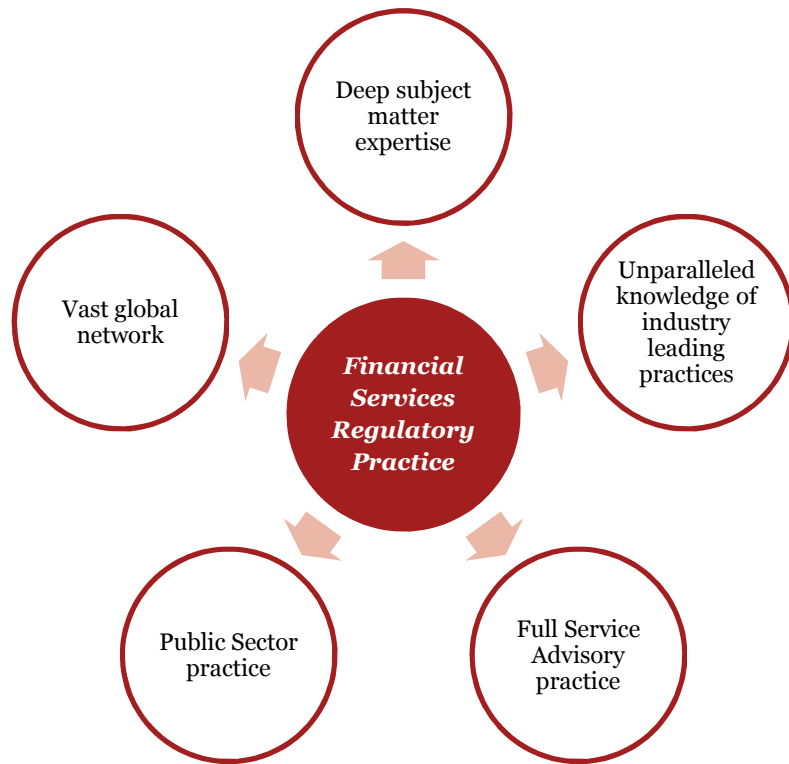 Deep subject
matter
expertise
Unparalleled
knowledge of
industry
leading
practices
Vast global
network
Financial
Services
Regulatory
Practice
Public Sector
practice
Full Service
Advisory
practice